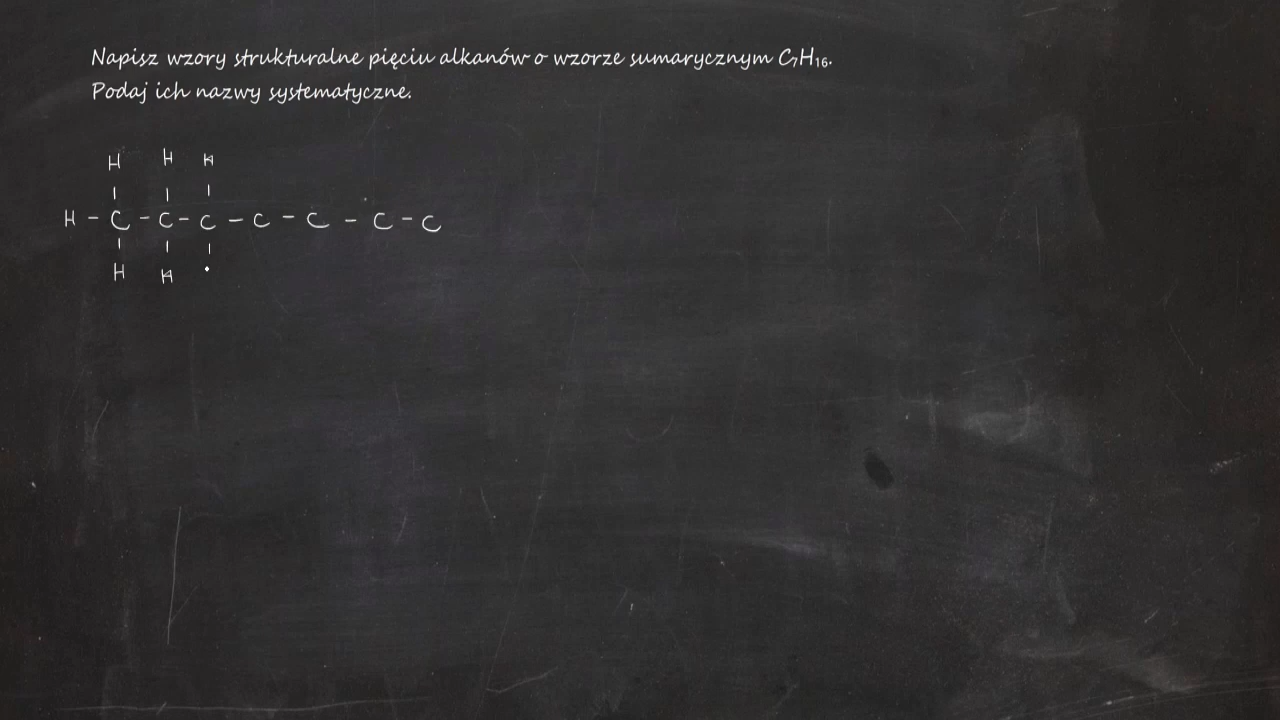 Napisz wzory strukturalne pięciu alkanów o wzorze sumarycznym C₇H₁₆.
Podaj ich nazwy systematyczne.
H H H
| | |
H - C - C - C - C - C - C - C
| | |
H H